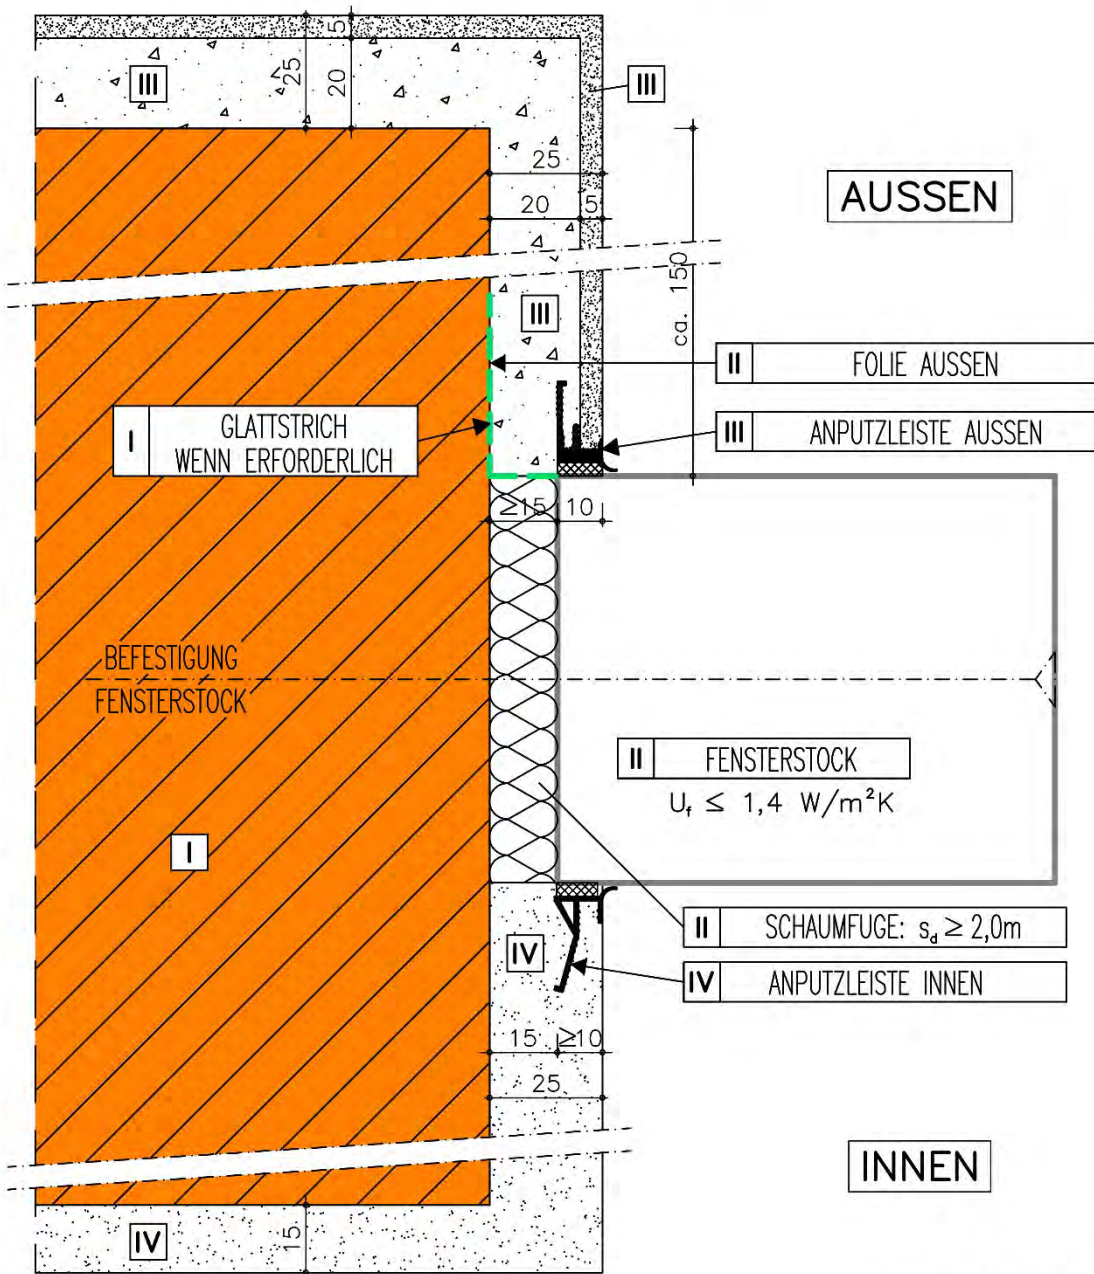 5
III
25
20
III
25
20
5
AUSSEN
ca. 150
III
II FOLIE AUSSEN
I GLATTSTRICH
WENN ERFORDERLICH
III ANPUTZLEISTE AUSSEN
≥15 10
BEFESTIGUNG
FENSTERSTOCK
II FENSTERSTOCK
U_f ≤ 1,4 W/m²K
I
II SCHAUMFUGE: s_d ≥ 2,0m
IV
IV ANPUTZLEISTE INNEN
15 ≥10
25
INNEN
IV
15